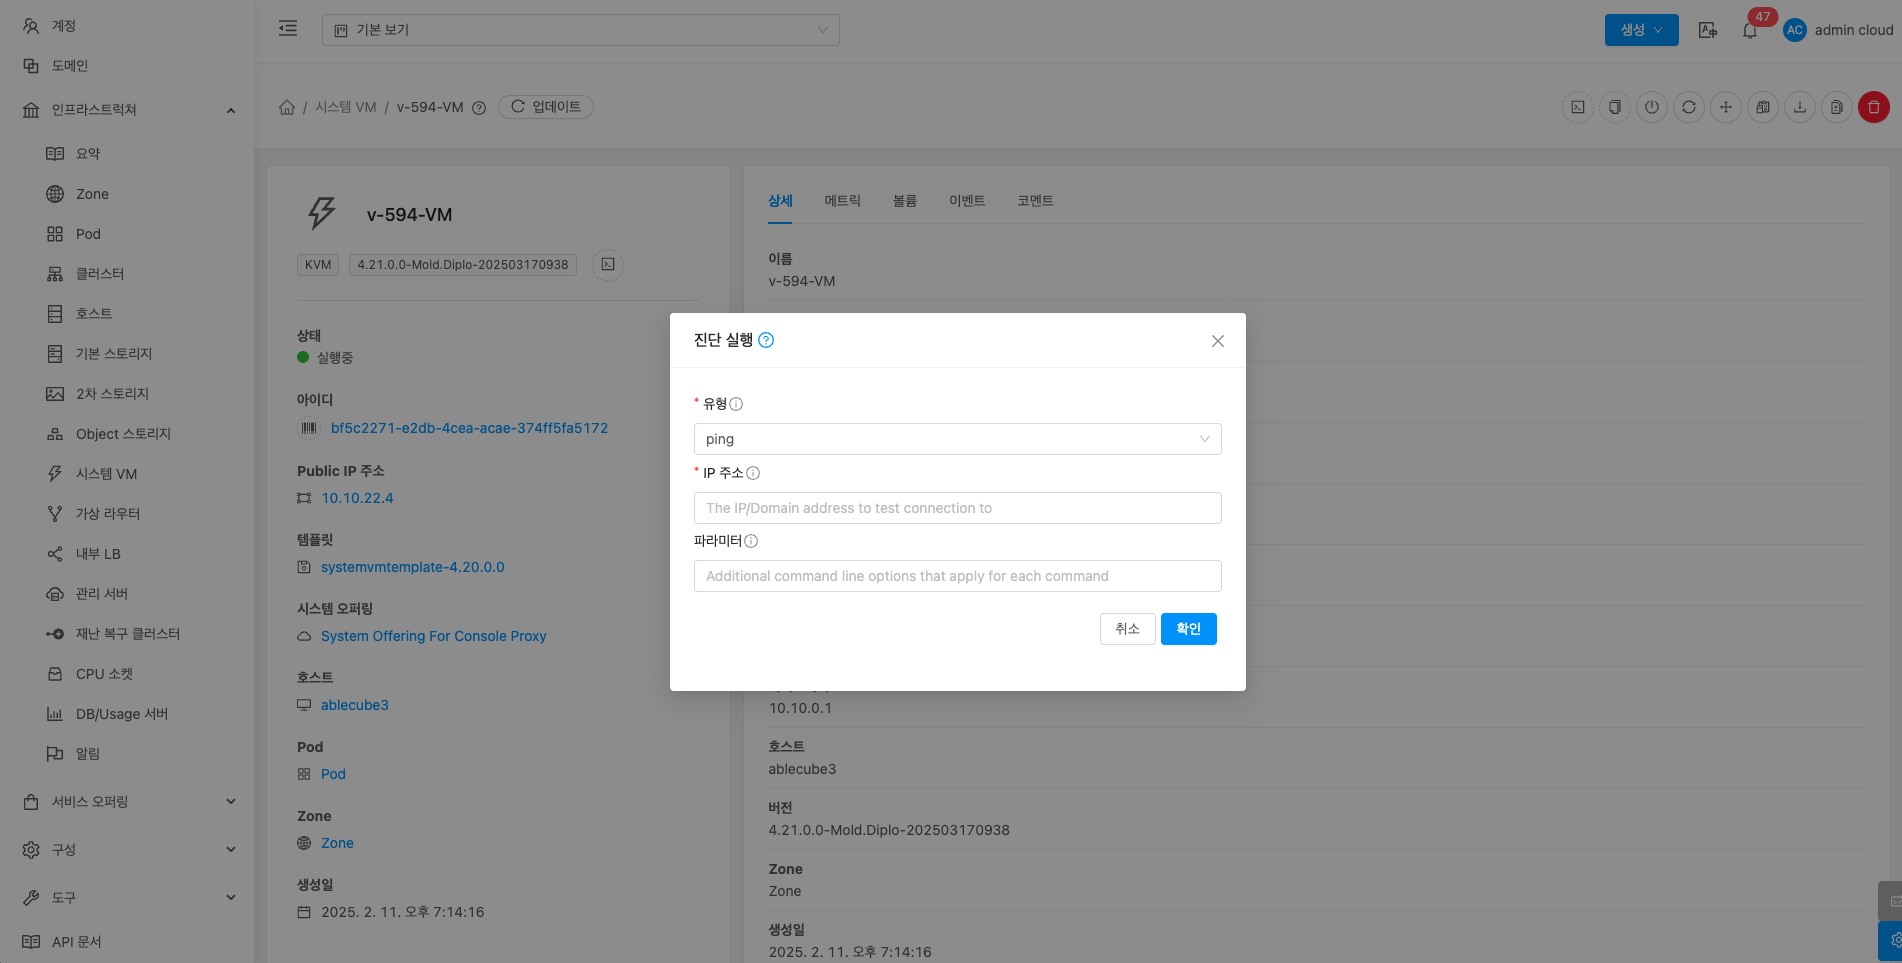 계정
도메인
인프라스트럭쳐
요약
Zone
Pod
클러스터
호스트
기본 스토리지
2차 스토리지
Object 스토리지
시스템 VM
가상 라우터
내부 LB
관리 서버
재난 복구 클러스터
CPU 소켓
DB/Usage 서버
알림
서비스 오퍼링
구성
도구
API 문서
기본 보기
생성
47
AC
admin cloud
/ 시스템 VM / v-594-VM
업데이트
v-594-VM
KVM
4.21.0.0-Mold.Diplo-202503170938
상태
실행중
아이디
bf5c2271-e2db-4cea-acae-374ff5fa5172
Public IP 주소
10.10.22.4
템플릿
systemvmtemplate-4.20.0.0
시스템 오퍼링
System Offering For Console Proxy
호스트
ablecube3
Pod
Pod
Zone
Zone
생성일
2025. 2. 11. 오후 7:14:16
상세
메트릭
볼륨
이벤트
코멘트
이름
v-594-VM
진단 실행
* 유형
ping
* IP 주소
The IP/Domain address to test connection to
파라미터
Additional command line options that apply for each command
취소
확인
10.10.0.1
호스트
ablecube3
버전
4.21.0.0-Mold.Diplo-202503170938
Zone
Zone
생성일
2025. 2. 11. 오후 7:14:16